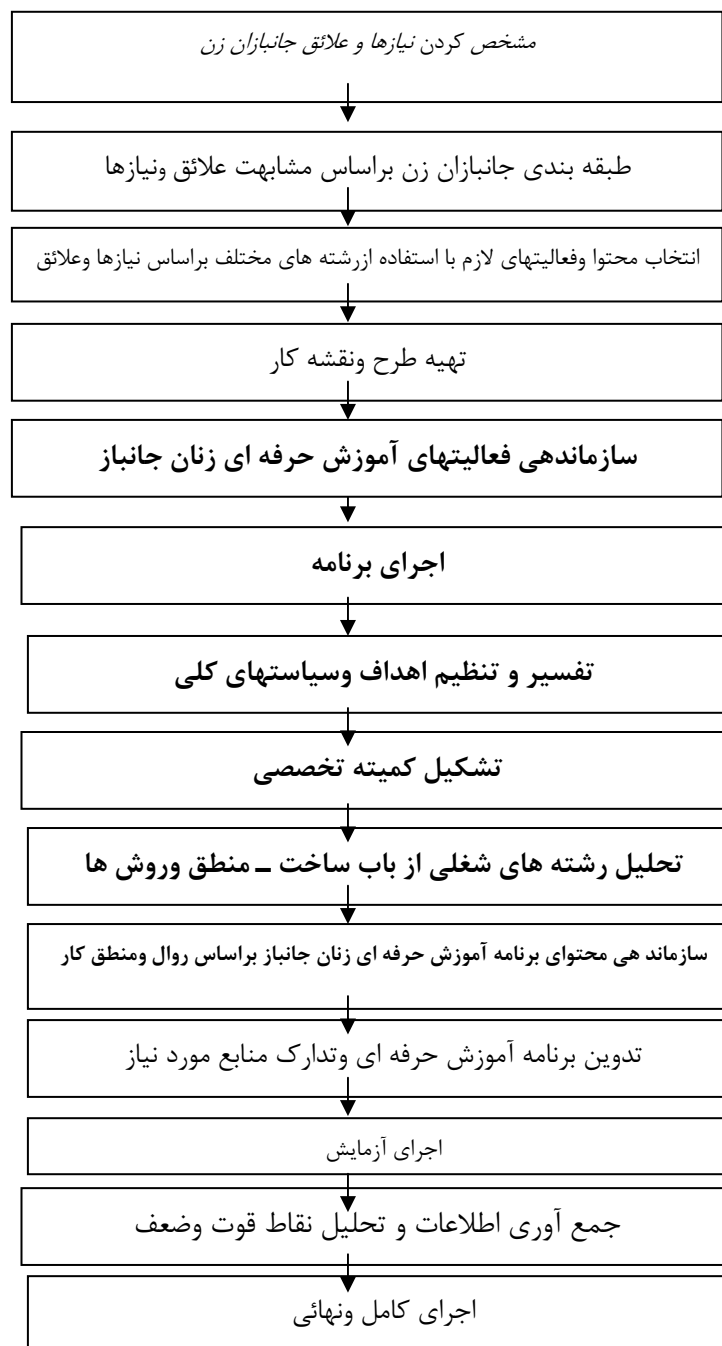 مشخص کردن نیازها و علائق جانبازان زن
طبقه بندی جانبازان زن براساس مشابهت علائق ونیازها
انتخاب محتوا وفعالیتهای لازم با استفاده ازرشته های مختلف براساس نیازها وعلائق
تهیه طرح ونقشه کار
سازماندهی فعالیتهای آموزش حرفه ای زنان جانباز
اجرای برنامه
تفسیر و تنظیم اهداف وسیاستهای کلی
تشکیل کمیته تخصصی
تحلیل رشته های شغلی از باب ساخت – منطق وروش ها
سازماند هی محتوای برنامه آموزش حرفه ای زنان جانباز براساس روال ومنطق کار
تدوین برنامه آموزش حرفه ای وتدارک منابع مورد نیاز
اجرای آزمایش
جمع آوری اطلاعات و تحلیل نقاط قوت وضعف
اجرای کامل ونهائی